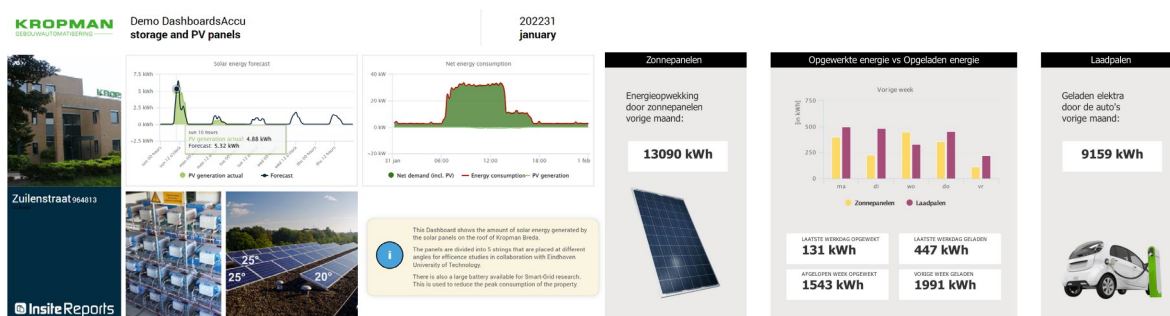 KROPMAN
GEBOUWAUTOMATISERING
Demo DashboardsAccu
storage and PV panels
202231
january
Kropm
Zuilenstraat 964813
Insite Reports
Solar energy forecast
7.5 kWh
5 kWh
2.5 kWh
0 kWh
-2.5 kWh
sun 10 hours
PV generation actual: 4.88 kWh
Forecast: 5.32 kWh
PV generation actual
Forecast
Net energy consumption
40 kW
20 kW
0 kW
-20 kW
31 jan
06:00
12:00
18:00
1 feb
Net demand (incl. PV)
Energy consumption
PV generation
25°
25°
20°
i
This Dashboard shows the amount of solar energy generated by
the solar panels on the roof of Kropman Breda.
The panels are divided into 5 strings that are placed at different
angles for efficence studies in collaboration with Eindhoven
University of Technology.
There is also a large battery available for Smart-Grid research.
This is used to reduce the peak consumption of the property.
Zonnepanelen
Energieopwekking
door zonnepanelen
vorige maand:
13090 kWh
Opgewerkte energie vs Opgeladen energie
Vorige week
[in kWh]
750
500
250
0
ma
di
wo
do
vr
Zonnepanelen
Laadpalen
LAATSTE WERKDAG OPGEWEKT
131 kWh
LAATSTE WERKDAG GELADEN
447 kWh
AFGELOPEN WEEK OPGEWEKT
1543 kWh
VORIGE WEEK GELADEN
1991 kWh
Laadpalen
Geladen elektra
door de auto's
vorige maand:
9159 kWh